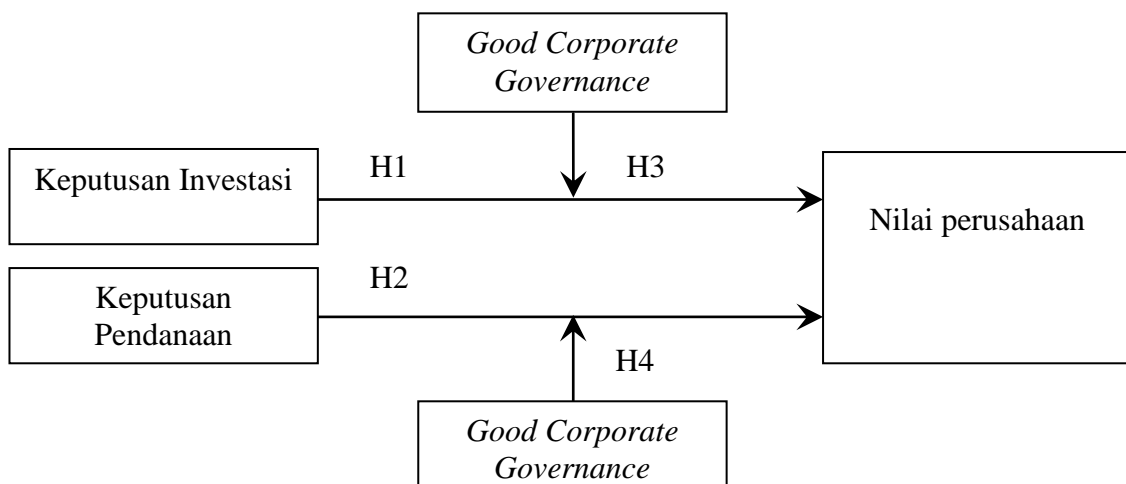 Good Corporate
Governance
H1
H3
Keputusan Investasi
Nilai perusahaan
H2
Keputusan
Pendanaan
H4
Good Corporate
Governance